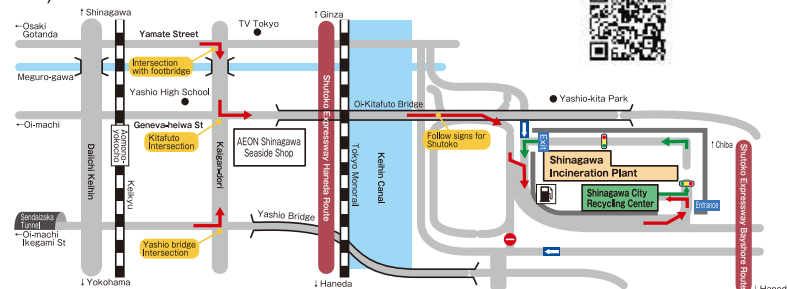 ↑Shinagawa
↑Ginza
←Osaki
Gotanda
Yamate Street
TV Tokyo
Intersection
with footbridge
Meguro-gawa
Yashio High School
Oi-Kitafuto Bridge
Yashio-kita Park
←Oi-machi
Geneva-heiwa St
Kitafuto
Intersection
Follow signs for
Shutoko
Aomono-
yokocho
AEON Shinagawa
Seaside Shop
Exit
↑Chiba
Shinagawa
Incineration Plant
Shinagawa City
Recycling Center
Entrance
Daiichi Keihin
Keikyu
Kaigan-dori
Shutoko Expressway Haneda Route
Tokyo Monorail
Keihin Canal
Shutoko Expressway Bayshore Route
Sendaizaka
Tunnel
←Oi-machi
Ikegami St
Yashio Bridge
Yashio bridge
Intersection
↓Yokohama
↓Haneda